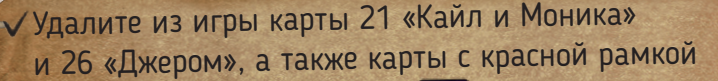 ✓ Удалите из игры карты 21 «Кайл и Моника»
и 26 «Джером», а также карты с красной рамкой